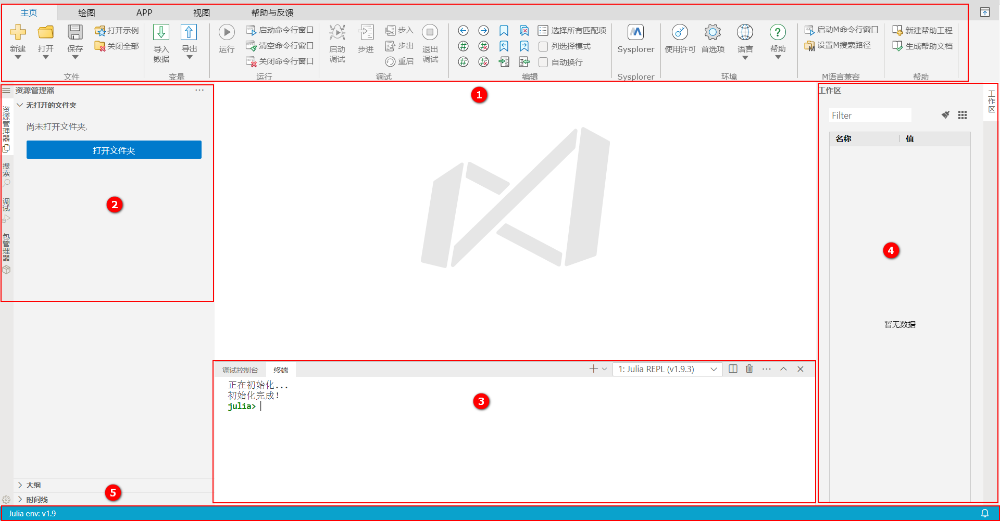 主页 绘图 APP 视图 帮助与反馈
新建 打开 保存 打开示例 关闭全部
文件
导入数据 导出
变量
运行 启动命令行窗口 清空命令行窗口 关闭命令行窗口
运行
启动调试 步进 步入 步出 重启 退出调试
调试
选择所有匹配项 列选择模式 自动换行
编辑
Sysplorer
Sysplorer
使用许可 首选项 语言 帮助
环境
启动M命令行窗口 设置M搜索路径
M语言兼容
新建帮助工程 生成帮助文档
帮助
资源管理器
搜索
调试
包管理器
资源管理器 ···
无打开的文件夹
尚未打开文件夹.
打开文件夹
2
大纲
5
时间线
1
调试控制台 终端 1: Julia REPL (v1.9.3) ···
正在初始化...
初始化完成!
julia>
3
工作区
工作区
Filter
名称 值
4
暂无数据
Julia env: v1.9